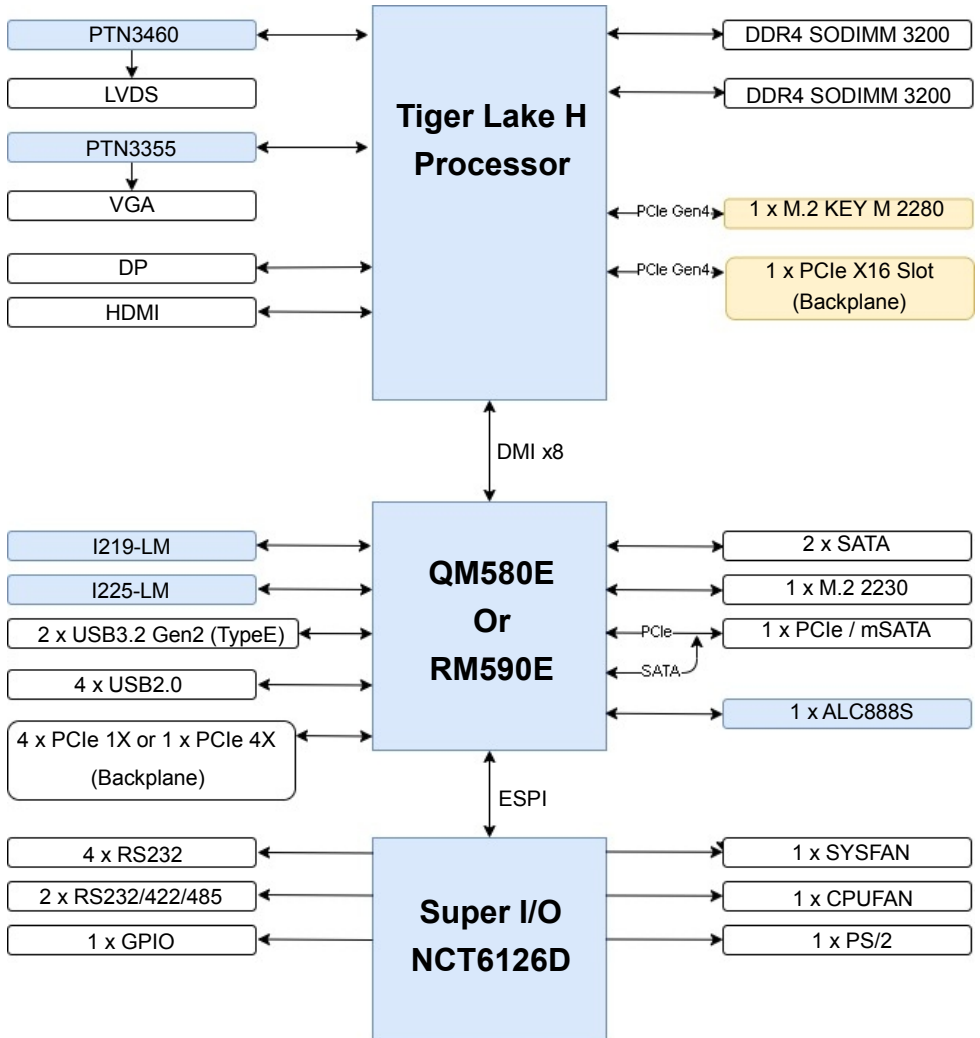 PTN3460
LVDS
PTN3355
VGA
DP
HDMI
Tiger Lake H
Processor
DDR4 SODIMM 3200
DDR4 SODIMM 3200
PCIe Gen4
1 x M.2 KEY M 2280
PCIe Gen4
1 x PCIe X16 Slot
(Backplane)
DMI x8
I219-LM
I225-LM
2 x USB3.2 Gen2 (TypeE)
4 x USB2.0
4 x PCIe 1X or 1 x PCIe 4X
(Backplane)
QM580E
Or
RM590E
2 x SATA
1 x M.2 2230
PCIe
1 x PCIe / mSATA
SATA
1 x ALC888S
ESPI
4 x RS232
2 x RS232/422/485
1 x GPIO
Super I/O
NCT6126D
1 x SYSFAN
1 x CPUFAN
1 x PS/2